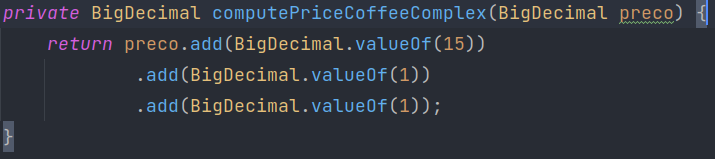 private BigDecimal computePriceCoffeeComplex(BigDecimal preco) {
    return preco.add(BigDecimal.valueOf(15))
            .add(BigDecimal.valueOf(1))
            .add(BigDecimal.valueOf(1));
}